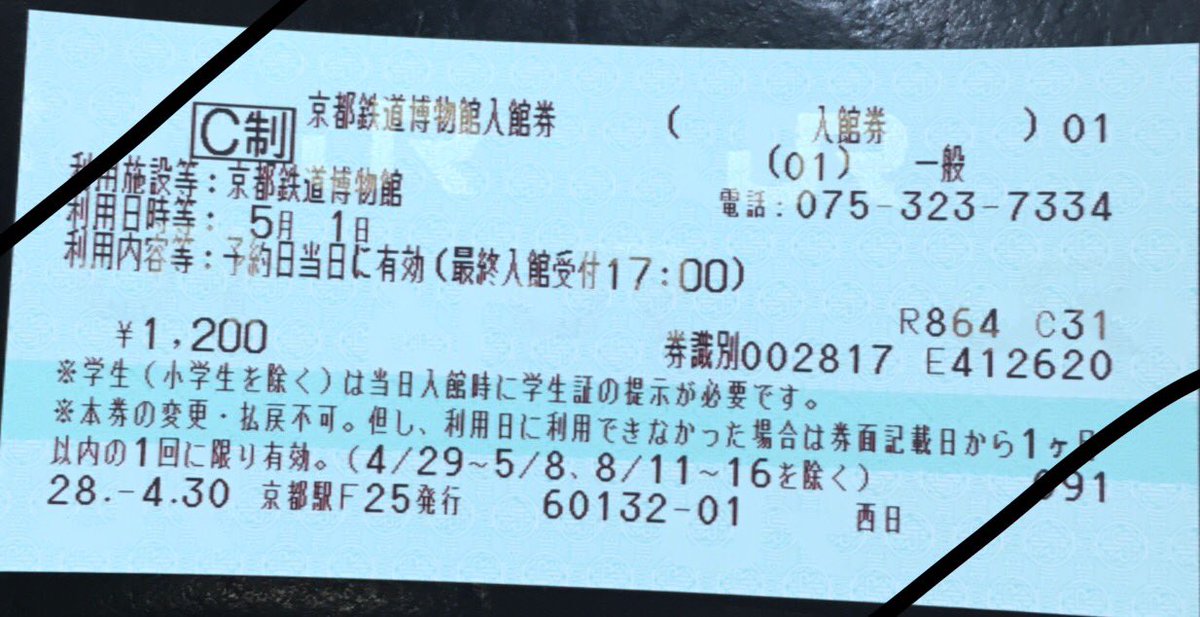 C制 京都鉄道博物館入館券 ( 入館券 ) 01
(01) 一般
利用施設等:京都鉄道博物館
電話:075-323-7334
利用日時等: 5月 1日
利用内容等:予約日当日に有効(最終入館受付17:00)
R864 C31
¥1,200
券識別002817 E412620
※学生(小学生を除く)は当日入館時に学生証の提示が必要です。
※本券の変更・払戻不可。但し、利用日に利用できなかった場合は券面記載日から1ヶ月
以内の1回に限り有効。(4/29~5/8、8/11~16を除く)
091
28.-4.30 京都駅F25発行 60132-01 西日